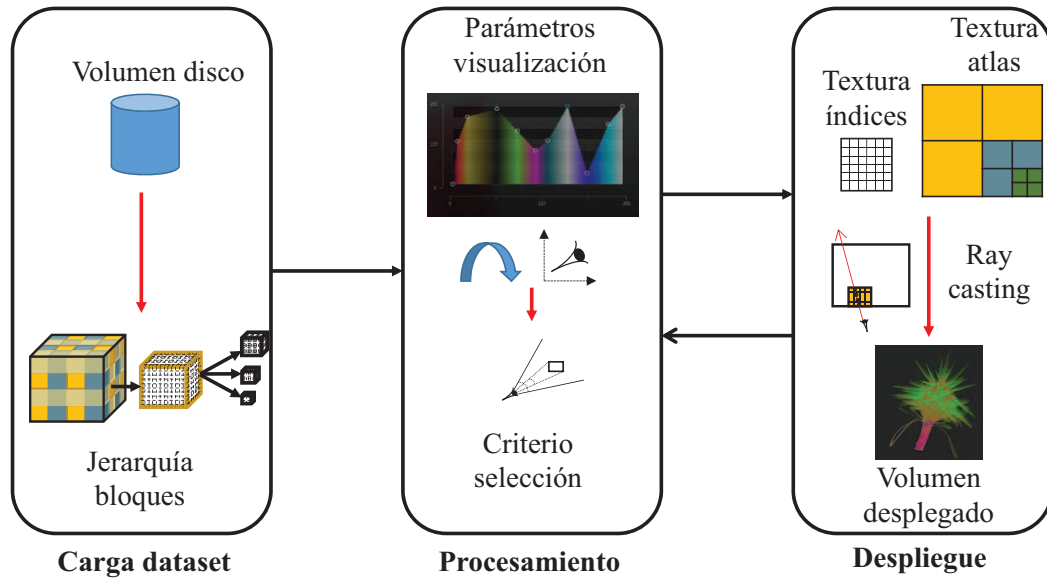 Volumen disco
Jerarquía
bloques
Carga dataset
Parámetros
visualización
Criterio
selección
Procesamiento
Textura
atlas
Textura
índices
Ray
casting
Volumen
desplegado
Despliegue